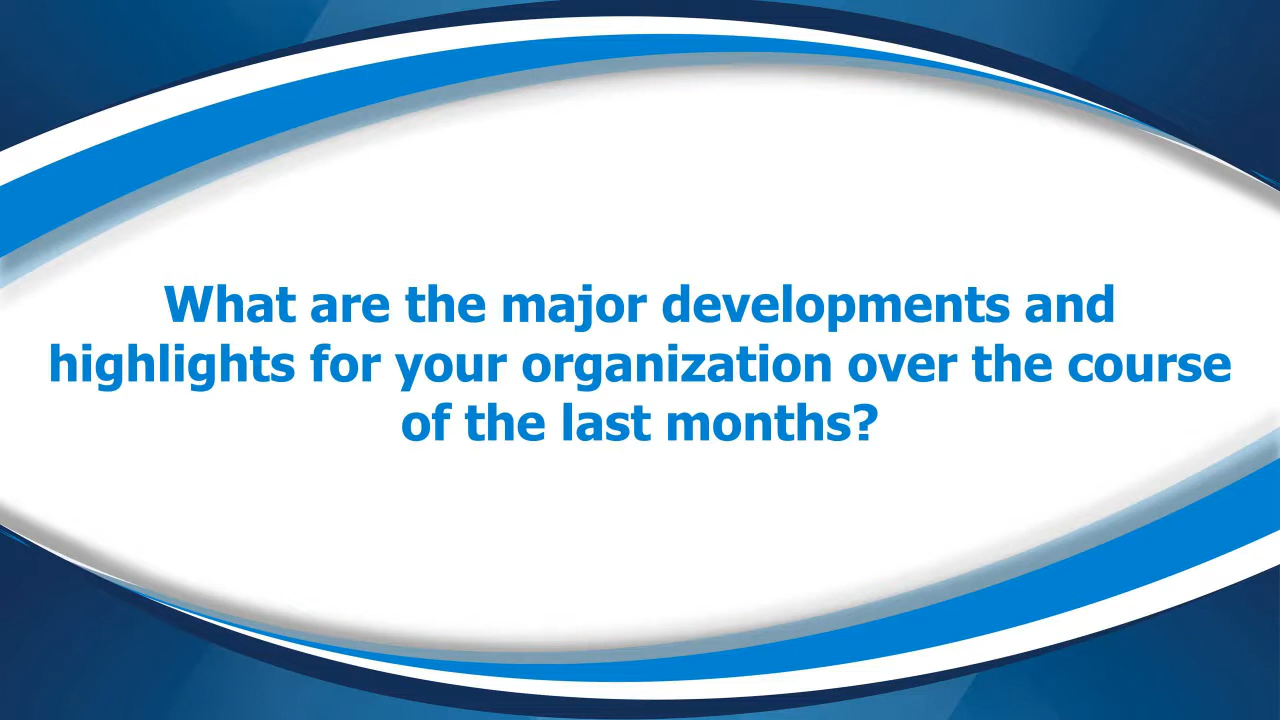 What are the major developments and
highlights for your organization over the course
of the last months?